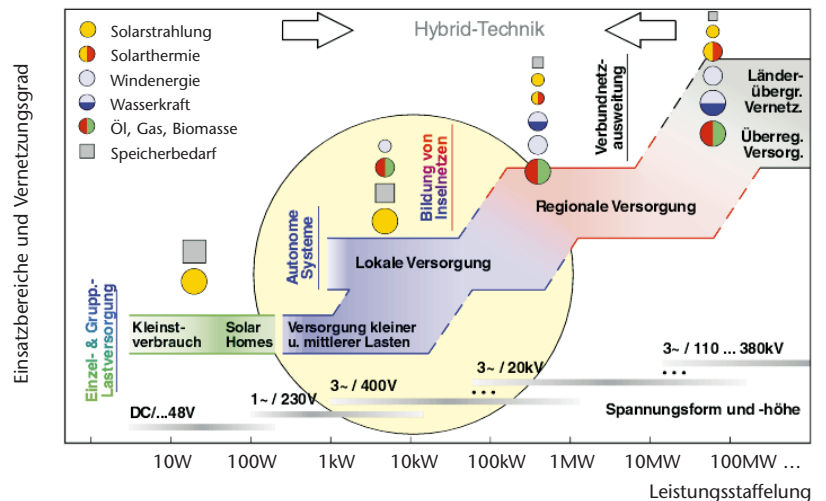 Einsatzbereiche und Vernetzungsgrad
Solarstrahlung
Solarthermie
Windenergie
Wasserkraft
Öl, Gas, Biomasse
Speicherbedarf
Hybrid-Technik
Einzel- & Grupp.-
Lastversorgung
Kleinst-
verbrauch
Solar
Homes
Autonome
Systeme
Versorgung kleiner
u. mittlerer Lasten
Lokale Versorgung
Bildung von
Inselnetzen
Regionale Versorgung
Verbundnetz-
ausweitung
Länder-
übergr.
Vernetz.
Überreg.
Versorg.
DC/...48V
1~ / 230V
3~ / 400V
3~ / 20kV
...
3~ / 110 ... 380kV
...
Spannungsform und -höhe
10W 100W 1kW 10kW 100kW 1MW 10MW 100MW ...
Leistungsstaffelung